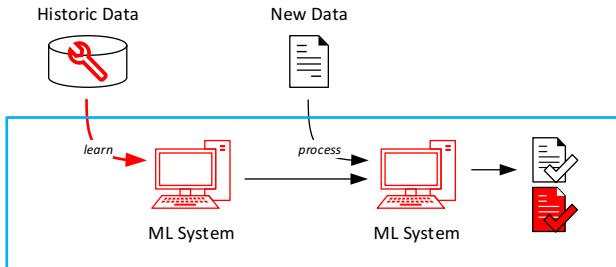 Historic Data
New Data
learn
process
ML System
ML System